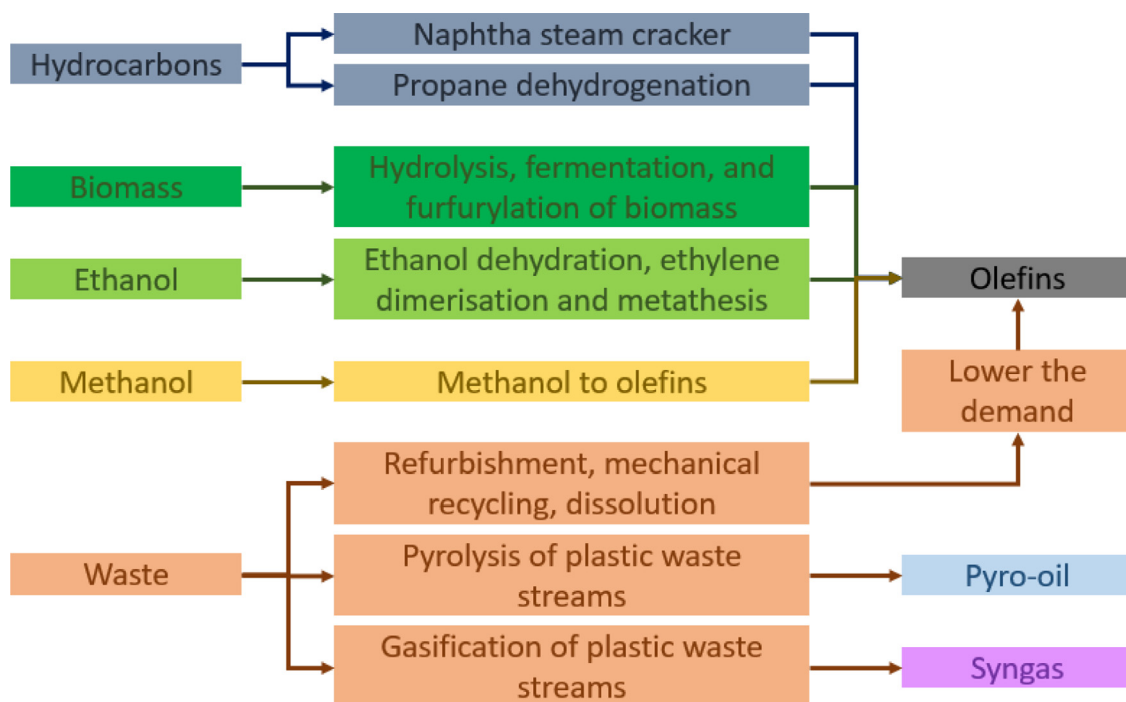 Hydrocarbons
Naphtha steam cracker
Propane dehydrogenation
Biomass
Hydrolysis, fermentation, and
furfurylation of biomass
Ethanol
Ethanol dehydration, ethylene
dimerisation and metathesis
Olefins
Methanol
Methanol to olefins
Lower the
demand
Refurbishment, mechanical
recycling, dissolution
Waste
Pyrolysis of plastic waste
streams
Pyro-oil
Gasification of plastic waste
streams
Syngas